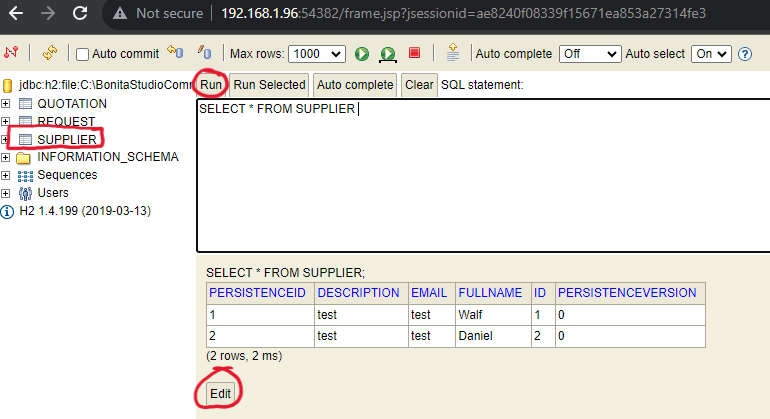 Not secure 192.168.1.96:54382/frame.jsp?jsessionid=ae8240f08339f15671ea853a27314fe3
Auto commit Max rows: 1000 Auto complete Off Auto select On
jdbc:h2:file:C:\BonitaStudioComm
QUOTATION
REQUEST
SUPPLIER
INFORMATION_SCHEMA
Sequences
Users
H2 1.4.199 (2019-03-13)
Run Run Selected Auto complete Clear SQL statement:
SELECT * FROM SUPPLIER
SELECT * FROM SUPPLIER;
PERSISTENCEID DESCRIPTION EMAIL FULLNAME ID PERSISTENCEVERSION
1 test test Walf 1 0
2 test test Daniel 2 0
(2 rows, 2 ms)
Edit